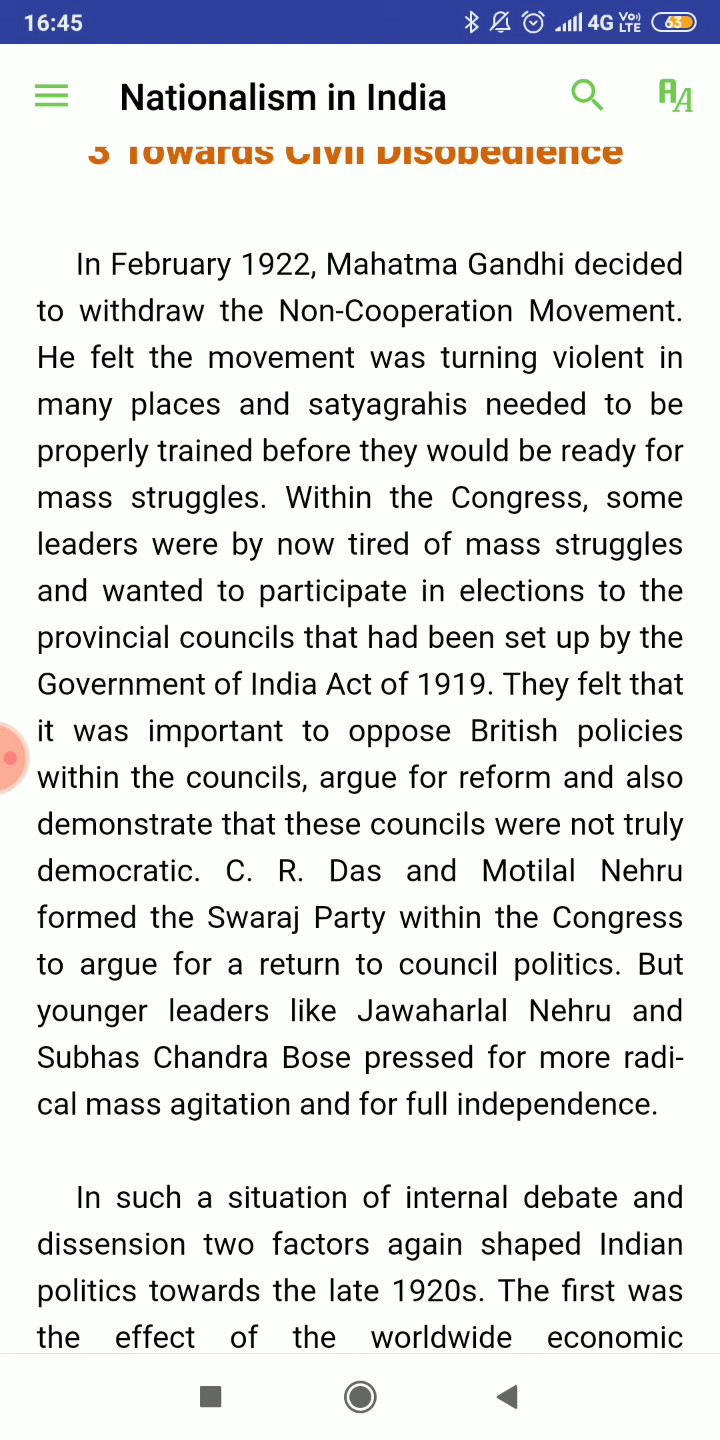 16:45
4G Vo) LTE 63
Nationalism in India
AA
3 Towards Civil Disobedience
In February 1922, Mahatma Gandhi decided
to withdraw the Non-Cooperation Movement.
He felt the movement was turning violent in
many places and satyagrahis needed to be
properly trained before they would be ready for
mass struggles. Within the Congress, some
leaders were by now tired of mass struggles
and wanted to participate in elections to the
provincial councils that had been set up by the
Government of India Act of 1919. They felt that
it was important to oppose British policies
within the councils, argue for reform and also
demonstrate that these councils were not truly
democratic. C. R. Das and Motilal Nehru
formed the Swaraj Party within the Congress
to argue for a return to council politics. But
younger leaders like Jawaharlal Nehru and
Subhas Chandra Bose pressed for more radi-
cal mass agitation and for full independence.
In such a situation of internal debate and
dissension two factors again shaped Indian
politics towards the late 1920s. The first was
the effect of the worldwide economic